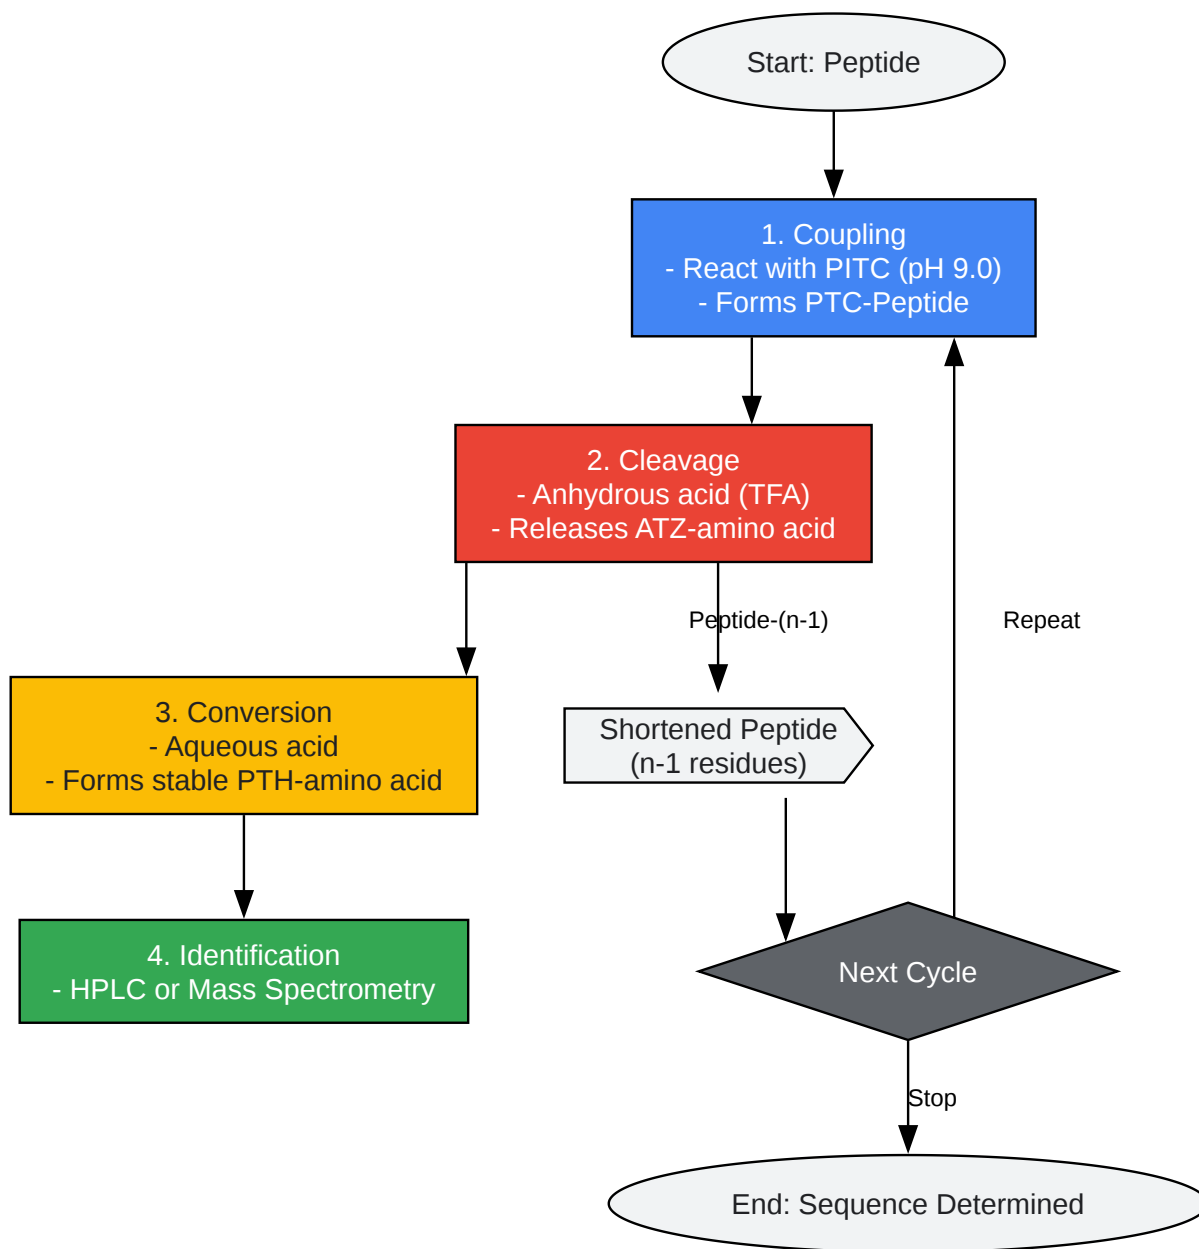 Start: Peptide
1. Coupling
- React with PITC (pH 9.0)
- Forms PTC-Peptide
2. Cleavage
- Anhydrous acid (TFA)
- Releases ATZ-amino acid
Peptide-(n-1)
Repeat
3. Conversion
- Aqueous acid
- Forms stable PTH-amino acid
Shortened Peptide
(n-1 residues)
4. Identification
- HPLC or Mass Spectrometry
Next Cycle
Stop
End: Sequence Determined